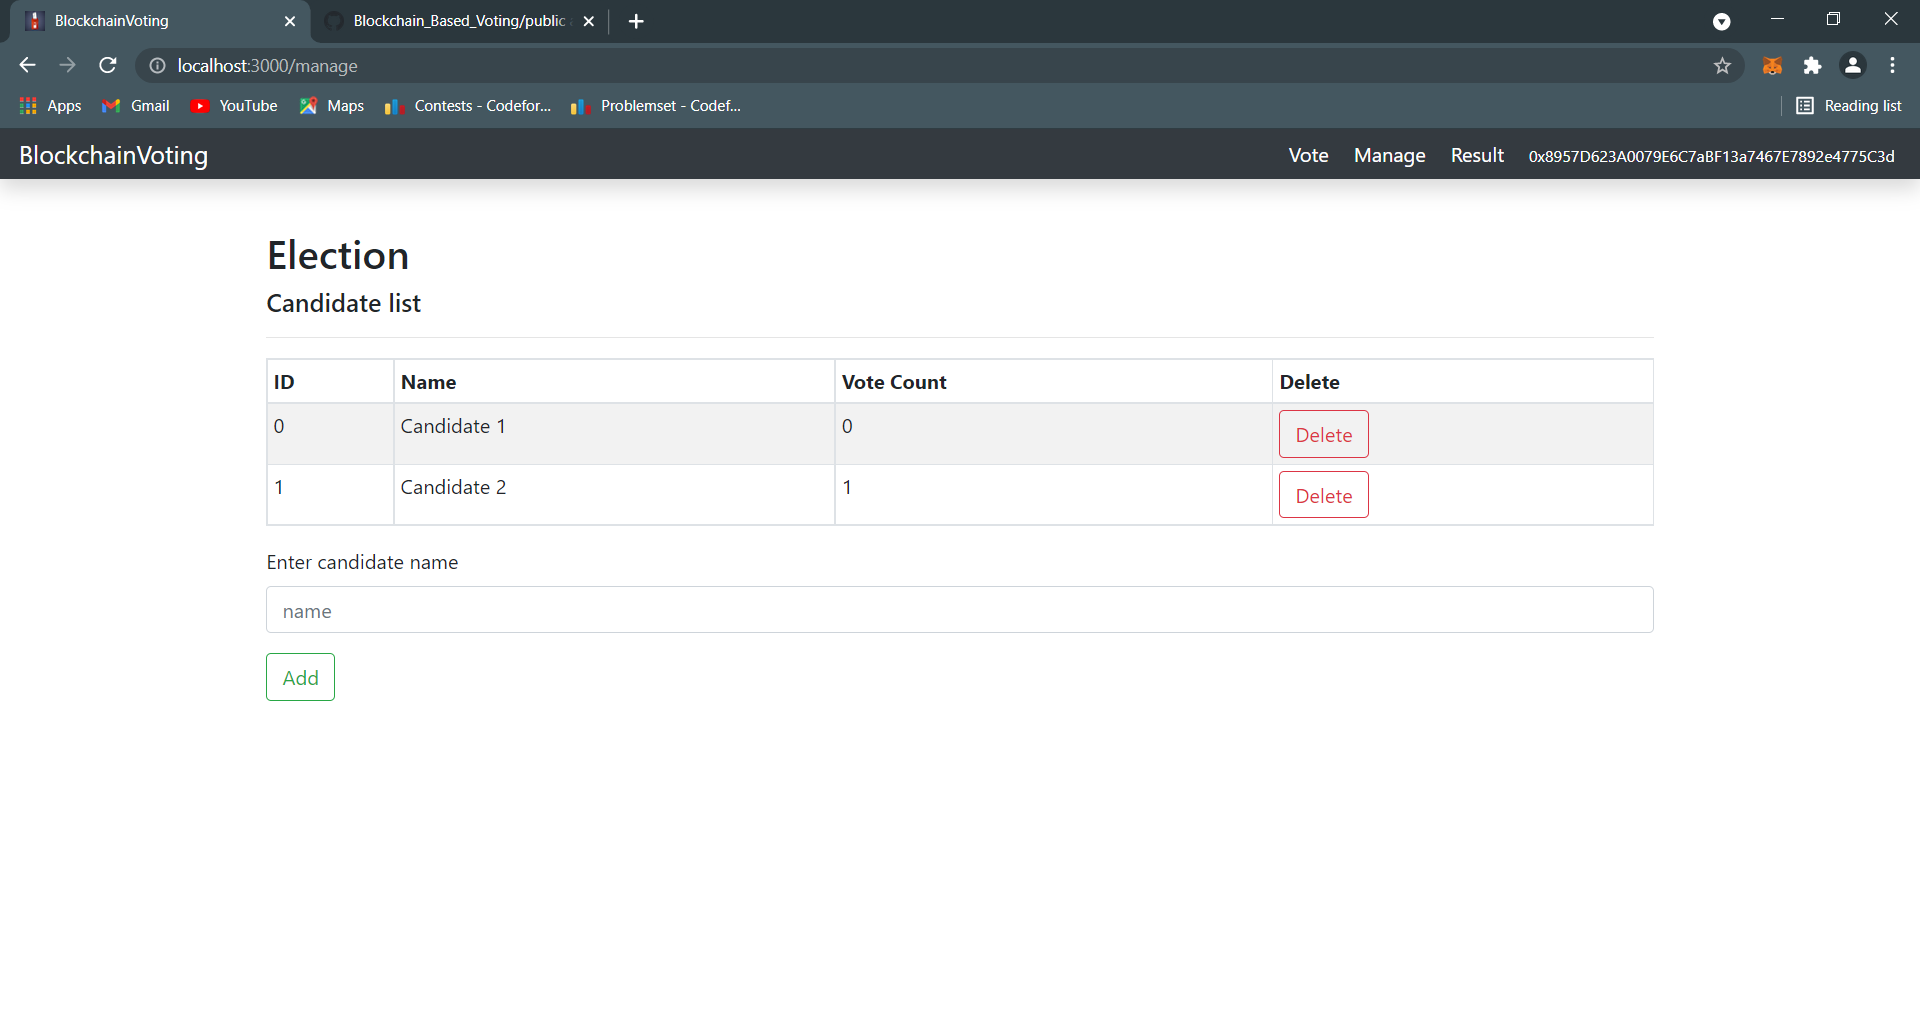 BlockchainVoting
Blockchain_Based_Voting/public
localhost:3000/manage
Apps Gmail YouTube Maps Contests - Codefor... Problemset - Codef... Reading list
BlockchainVoting Vote Manage Result 0x8957D623A0079E6C7aBF13a7467E7892e4775C3d
Election
Candidate list
ID Name Vote Count Delete
0 Candidate 1 0 Delete
1 Candidate 2 1 Delete
Enter candidate name
name
Add